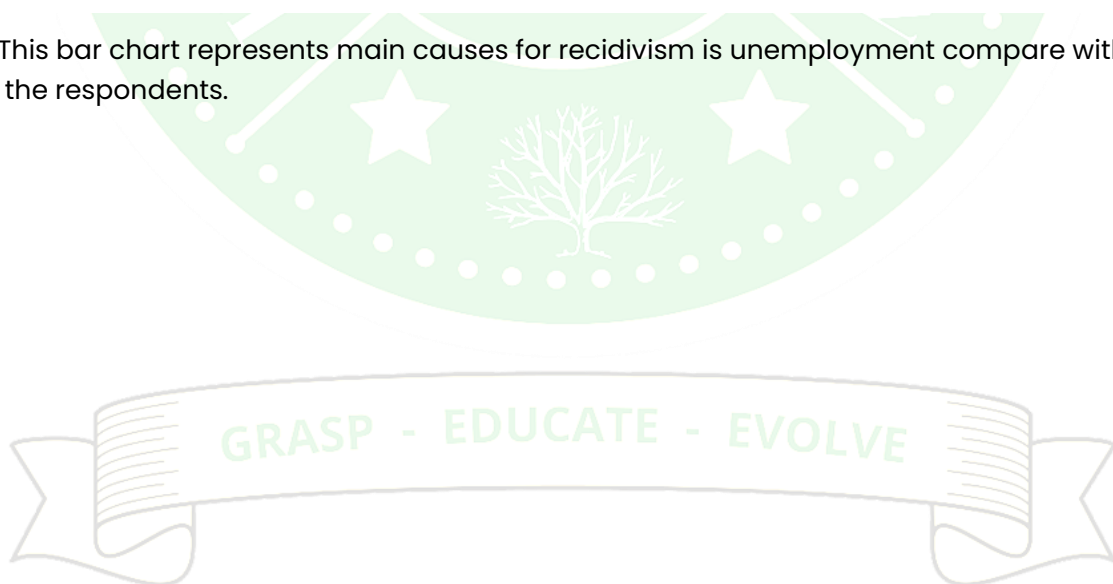 This bar chart represents main causes for recidivism is unemployment compare with
the respondents.
GRASP - EDUCATE - EVOLVE